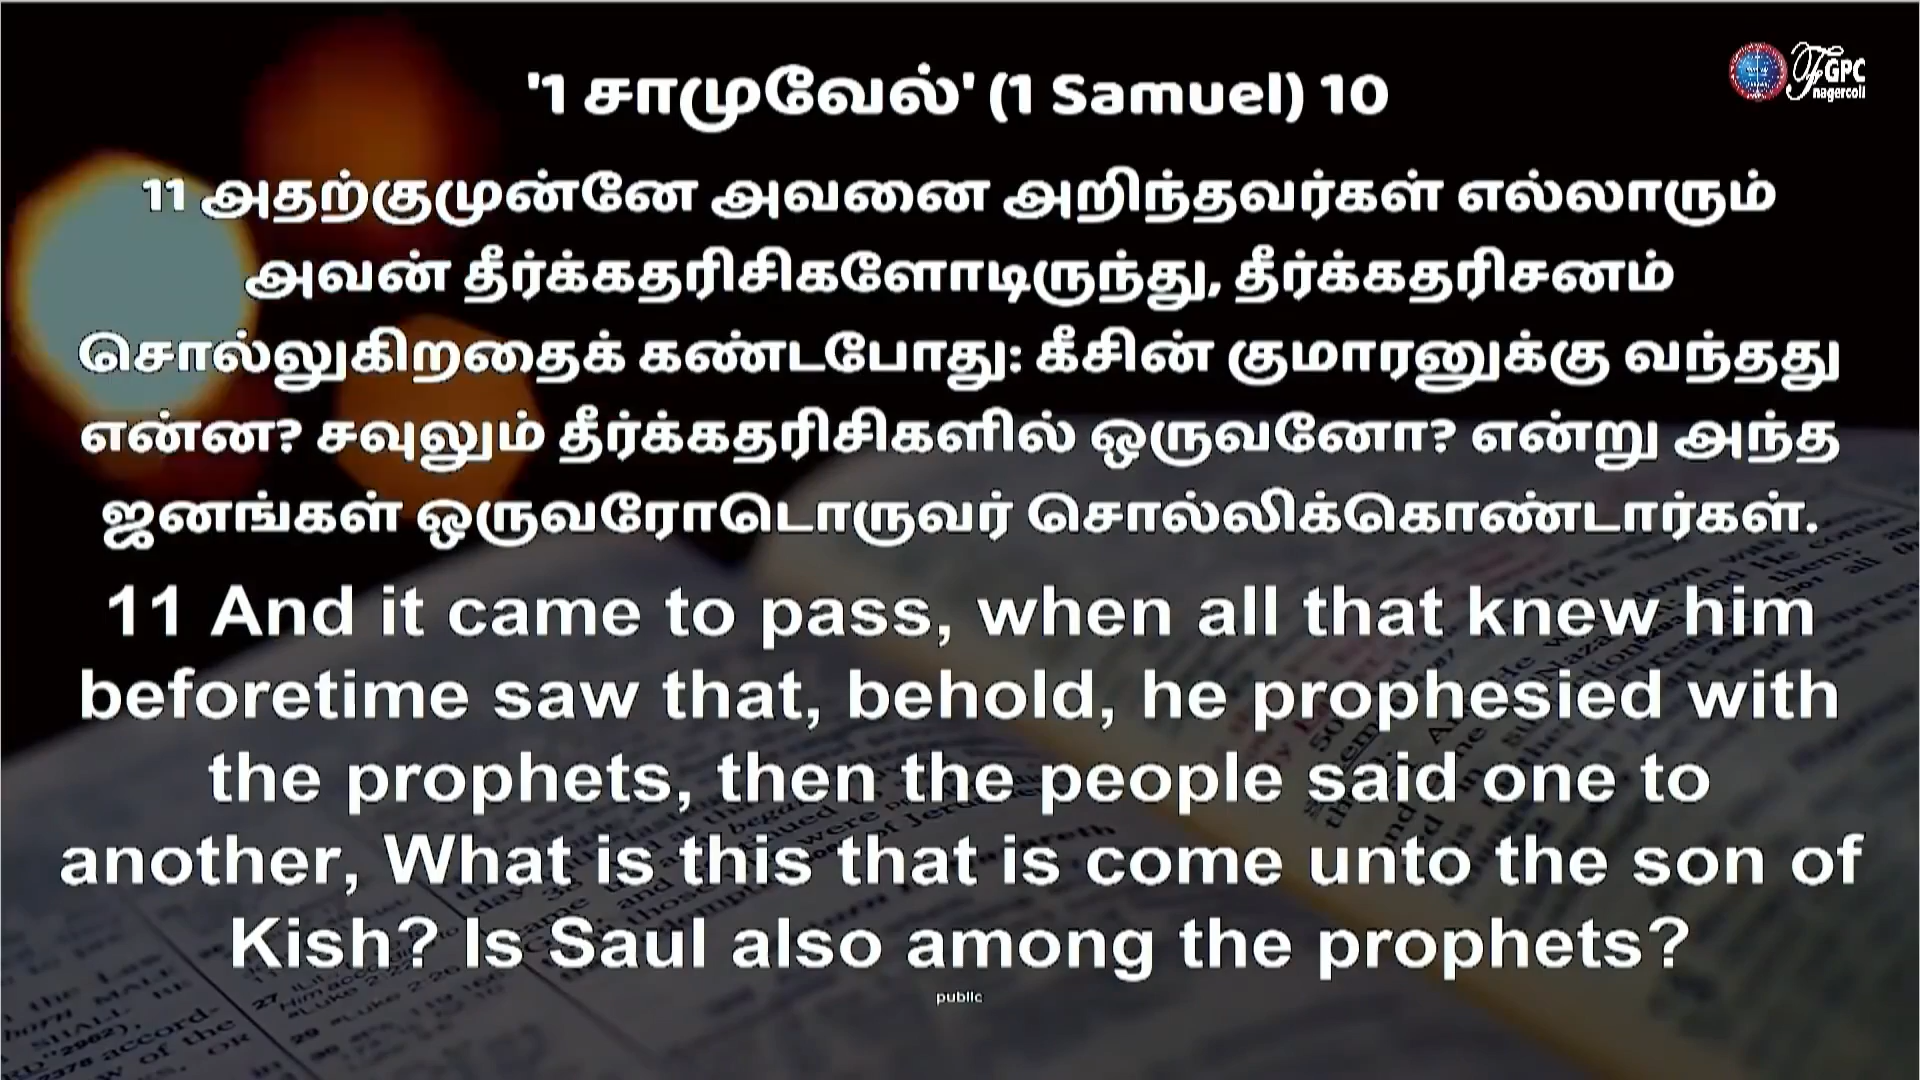 '1 சாமுவேல்' (1 Samuel) 10
FGPC
nagercoil
11 அதற்குமுன்னே அவனை அறிந்தவர்கள் எல்லாரும்
அவன் தீர்க்கதரிசிகளோடிருந்து, தீர்க்கதரிசனம்
சொல்லுகிறதைக் கண்டபோது: கீசின் குமாரனுக்கு வந்தது
என்ன? சவுலும் தீர்க்கதரிசிகளில் ஒருவனோ? என்று அந்த
ஜனங்கள் ஒருவரோடொருவர் சொல்லிக்கொண்டார்கள்.
11 And it came to pass, when all that knew him
beforetime saw that, behold, he prophesied with
the prophets, then the people said one to
another, What is this that is come unto the son of
Kish? Is Saul also among the prophets?
public